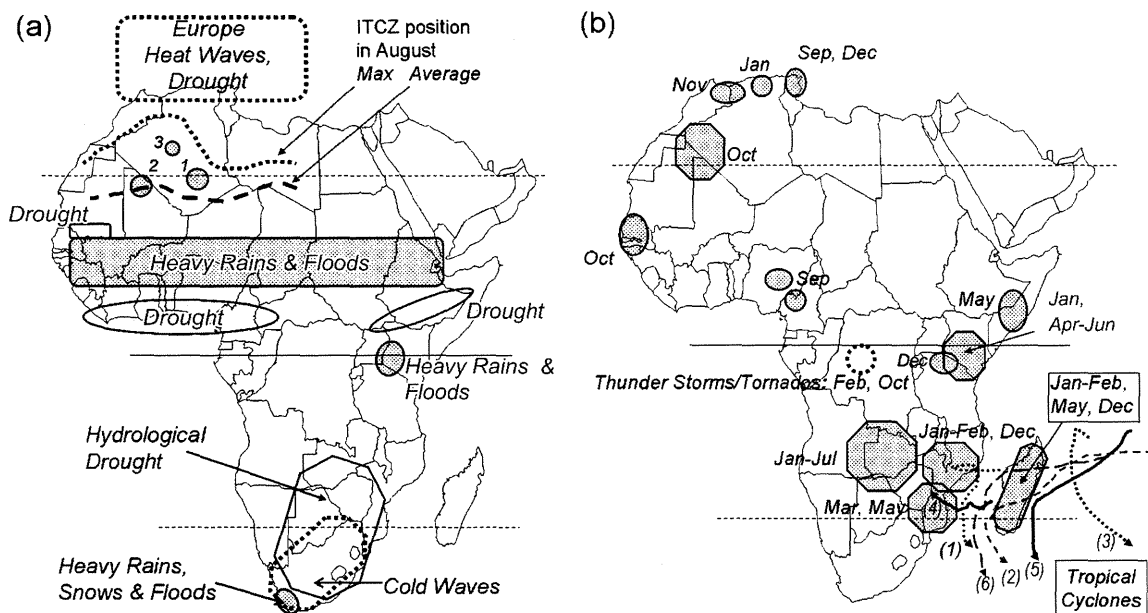 (a)
Europe
Heat Waves,
Drought
ITCZ position
in August
Max Average
3
2
1
Drought
Heavy Rains & Floods
Drought
Drought
Heavy Rains &
Floods
Hydrological
Drought
Heavy Rains,
Snows & Floods
Cold Waves
(b)
Sep, Dec
Jan
Nov
Oct
Oct
Sep
May
Jan,
Apr-Jun
Dec
Thunder Storms/Tornados: Feb, Oct
Jan-Feb,
May, Dec
Jan-Feb, Dec
Jan-Jul
Mar, May
(4)
(1)
(6)
(2)
(5)
(3)
Tropical
Cyclones